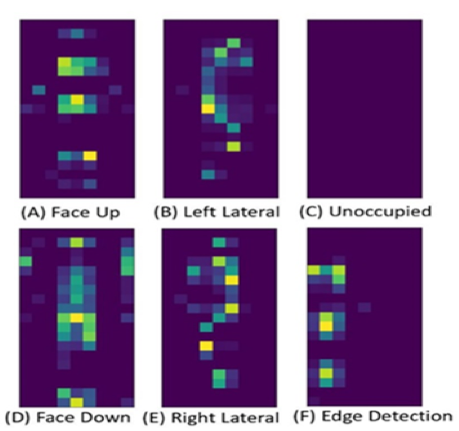 (A) Face Up (B) Left Lateral (C) Unoccupied
(D) Face Down (E) Right Lateral (F) Edge Detection